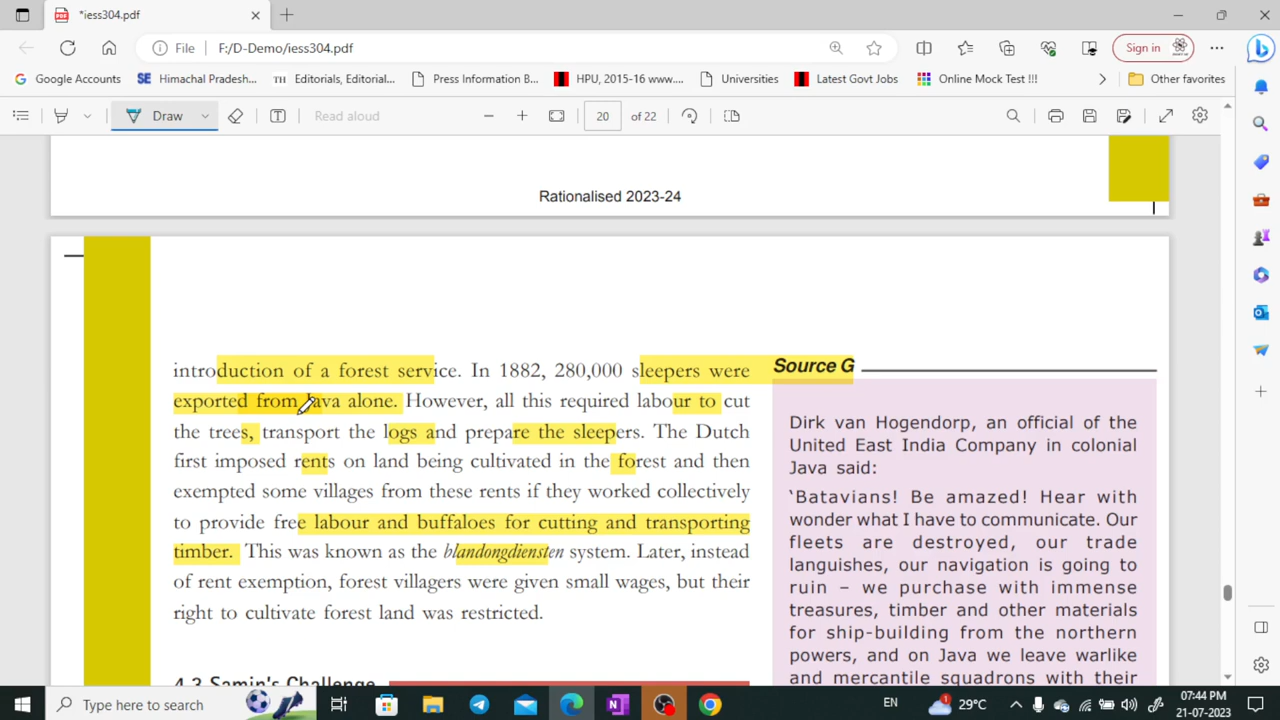 *iess304.pdf
Sign in
File
F:/D-Demo/iess304.pdf
Google Accounts
SE
Himachal Pradesh...
TH
Editorials, Editorial...
Press Information B...
HPU, 2015-16 www....
Universities
Latest Govt Jobs
Online Mock Test !!!
Other favorites
Draw
Read aloud
20
of 22
Rationalised 2023-24
introduction of a forest service. In 1882, 280,000 sleepers were
exported from Java alone. However, all this required labour to cut
the trees, transport the logs and prepare the sleepers. The Dutch
first imposed rents on land being cultivated in the forest and then
exempted some villages from these rents if they worked collectively
to provide free labour and buffaloes for cutting and transporting
timber. This was known as the blandongdiensten system. Later, instead
of rent exemption, forest villagers were given small wages, but their
right to cultivate forest land was restricted.
4.3 Samin's Challenge
Source G
Dirk van Hogendorp, an official of the
United East India Company in colonial
Java said:
'Batavians! Be amazed! Hear with
wonder what I have to communicate. Our
fleets are destroyed, our trade
languishes, our navigation is going to
ruin – we purchase with immense
treasures, timber and other materials
for ship-building from the northern
powers, and on Java we leave warlike
and mercantile squadrons with their
Type here to search
EN
1
29°C
07:44 PM
21-07-2023